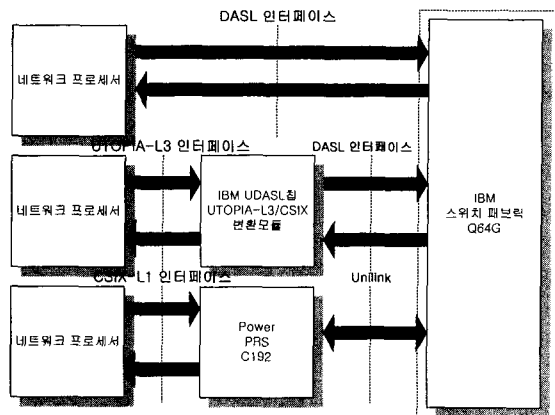 DASL 인터페이스
네트워크 프로세서
UTOPIA-L3 인터페이스
DASL 인터페이스
네트워크 프로세서
IBM UDASL칩
UTOPIA-L3/CSIX
변환모듈
IBM
스위치 패브릭
Q64G
CSIX-L1 인터페이스
Unilink
네트워크 프로세서
Power
PRS
C192